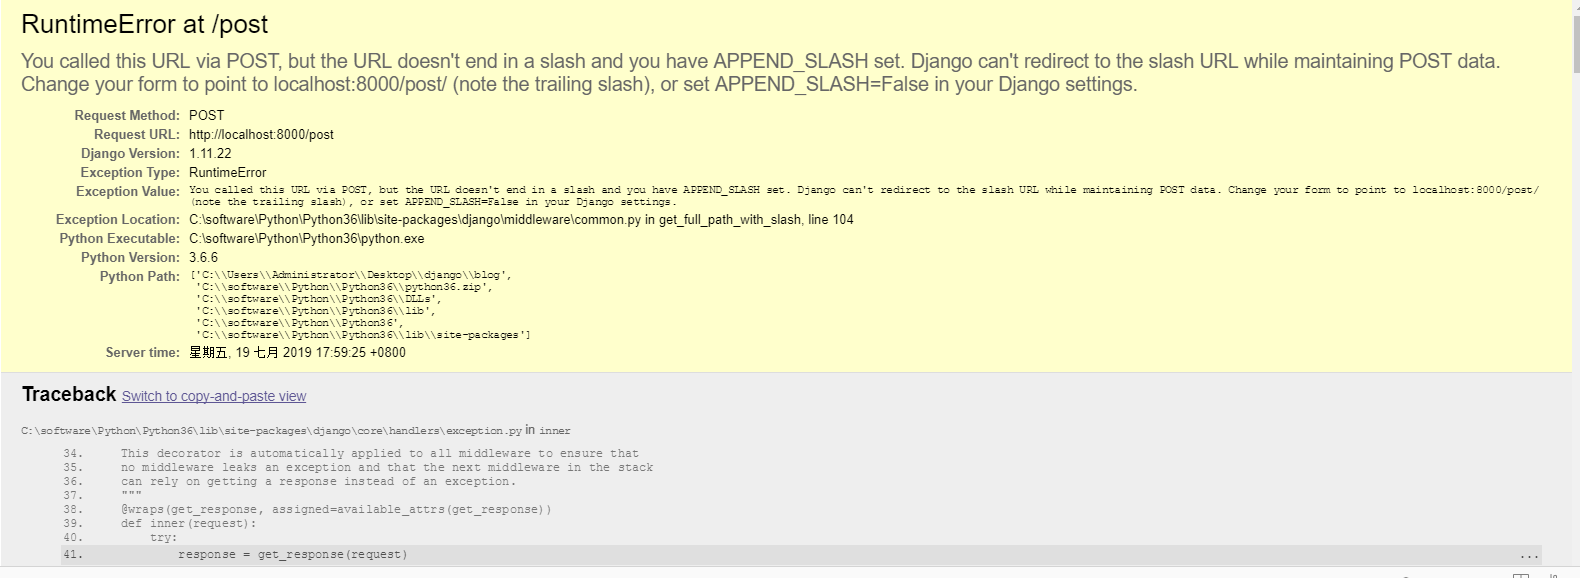 RuntimeError at /post
You called this URL via POST, but the URL doesn't end in a slash and you have APPEND_SLASH set. Django can't redirect to the slash URL while maintaining POST data.
Change your form to point to localhost:8000/post/ (note the trailing slash), or set APPEND_SLASH=False in your Django settings.
Request Method: POST
Request URL: http://localhost:8000/post
Django Version: 1.11.22
Exception Type: RuntimeError
Exception Value: You called this URL via POST, but the URL doesn't end in a slash and you have APPEND_SLASH set. Django can't redirect to the slash URL while maintaining POST data. Change your form to point to localhost:8000/post/
(note the trailing slash), or set APPEND_SLASH=False in your Django settings.
Exception Location: C:\software\Python\Python36\lib\site-packages\django\middleware\common.py in get_full_path_with_slash, line 104
Python Executable: C:\software\Python\Python36\python.exe
Python Version: 3.6.6
Python Path: ['C:\\Users\\Administrator\\Desktop\\django\\blog',
'C:\\software\\Python\\Python36\\python36.zip',
'C:\\software\\Python\\Python36\\DLLs',
'C:\\software\\Python\\Python36\\lib',
'C:\\software\\Python\\Python36',
'C:\\software\\Python\\Python36\\lib\\site-packages']
Server time: 星期五, 19 七月 2019 17:59:25 +0800
Traceback Switch to copy-and-paste view
C:\software\Python\Python36\lib\site-packages\django\core\handlers\exception.py in inner
34. This decorator is automatically applied to all middleware to ensure that
35. no middleware leaks an exception and that the next middleware in the stack
36. can rely on getting a response instead of an exception.
37. """
38. @wraps(get_response, assigned=available_attrs(get_response))
39. def inner(request):
40. try:
41. response = get_response(request) ...